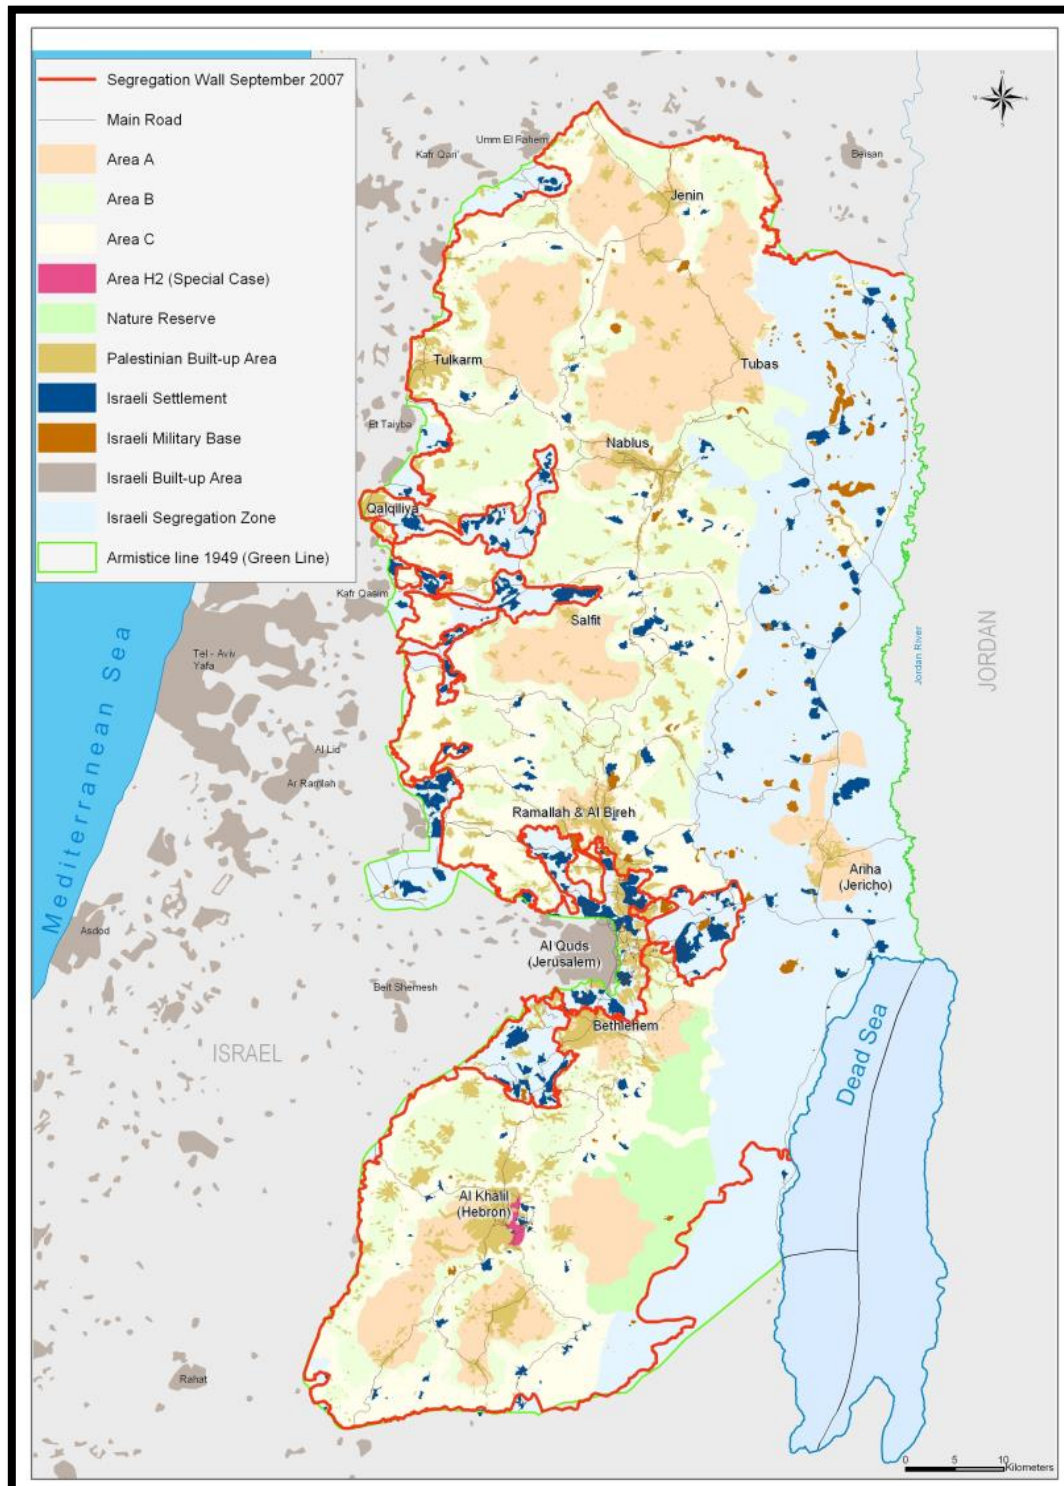 Segregation Wall September 2007
Main Road
Area A
Area B
Area C
Area H2 (Special Case)
Nature Reserve
Palestinian Built-up Area
Israeli Settlement
Israeli Military Base
Israeli Built-up Area
Israeli Segregation Zone
Armistice line 1949 (Green Line)
Umm El Fahem
Kafr Qari'
Beisan
Jenin
Tulkarm
Tubas
Et Taiyba
Nablus
Qalqiliya
Kafr Qasim
Salfit
Tel - Aviv
Yafa
Jordan River
JORDAN
Mediterranean Sea
Al Lid
Ar Ramlah
Ramallah & Al Bireh
Ariha
(Jericho)
Asdod
Al Quds
(Jerusalem)
Beit Shemesh
Bethlehem
ISRAEL
Dead Sea
Al Khalil
(Hebron)
Rahat
0 5 10
Kilometers